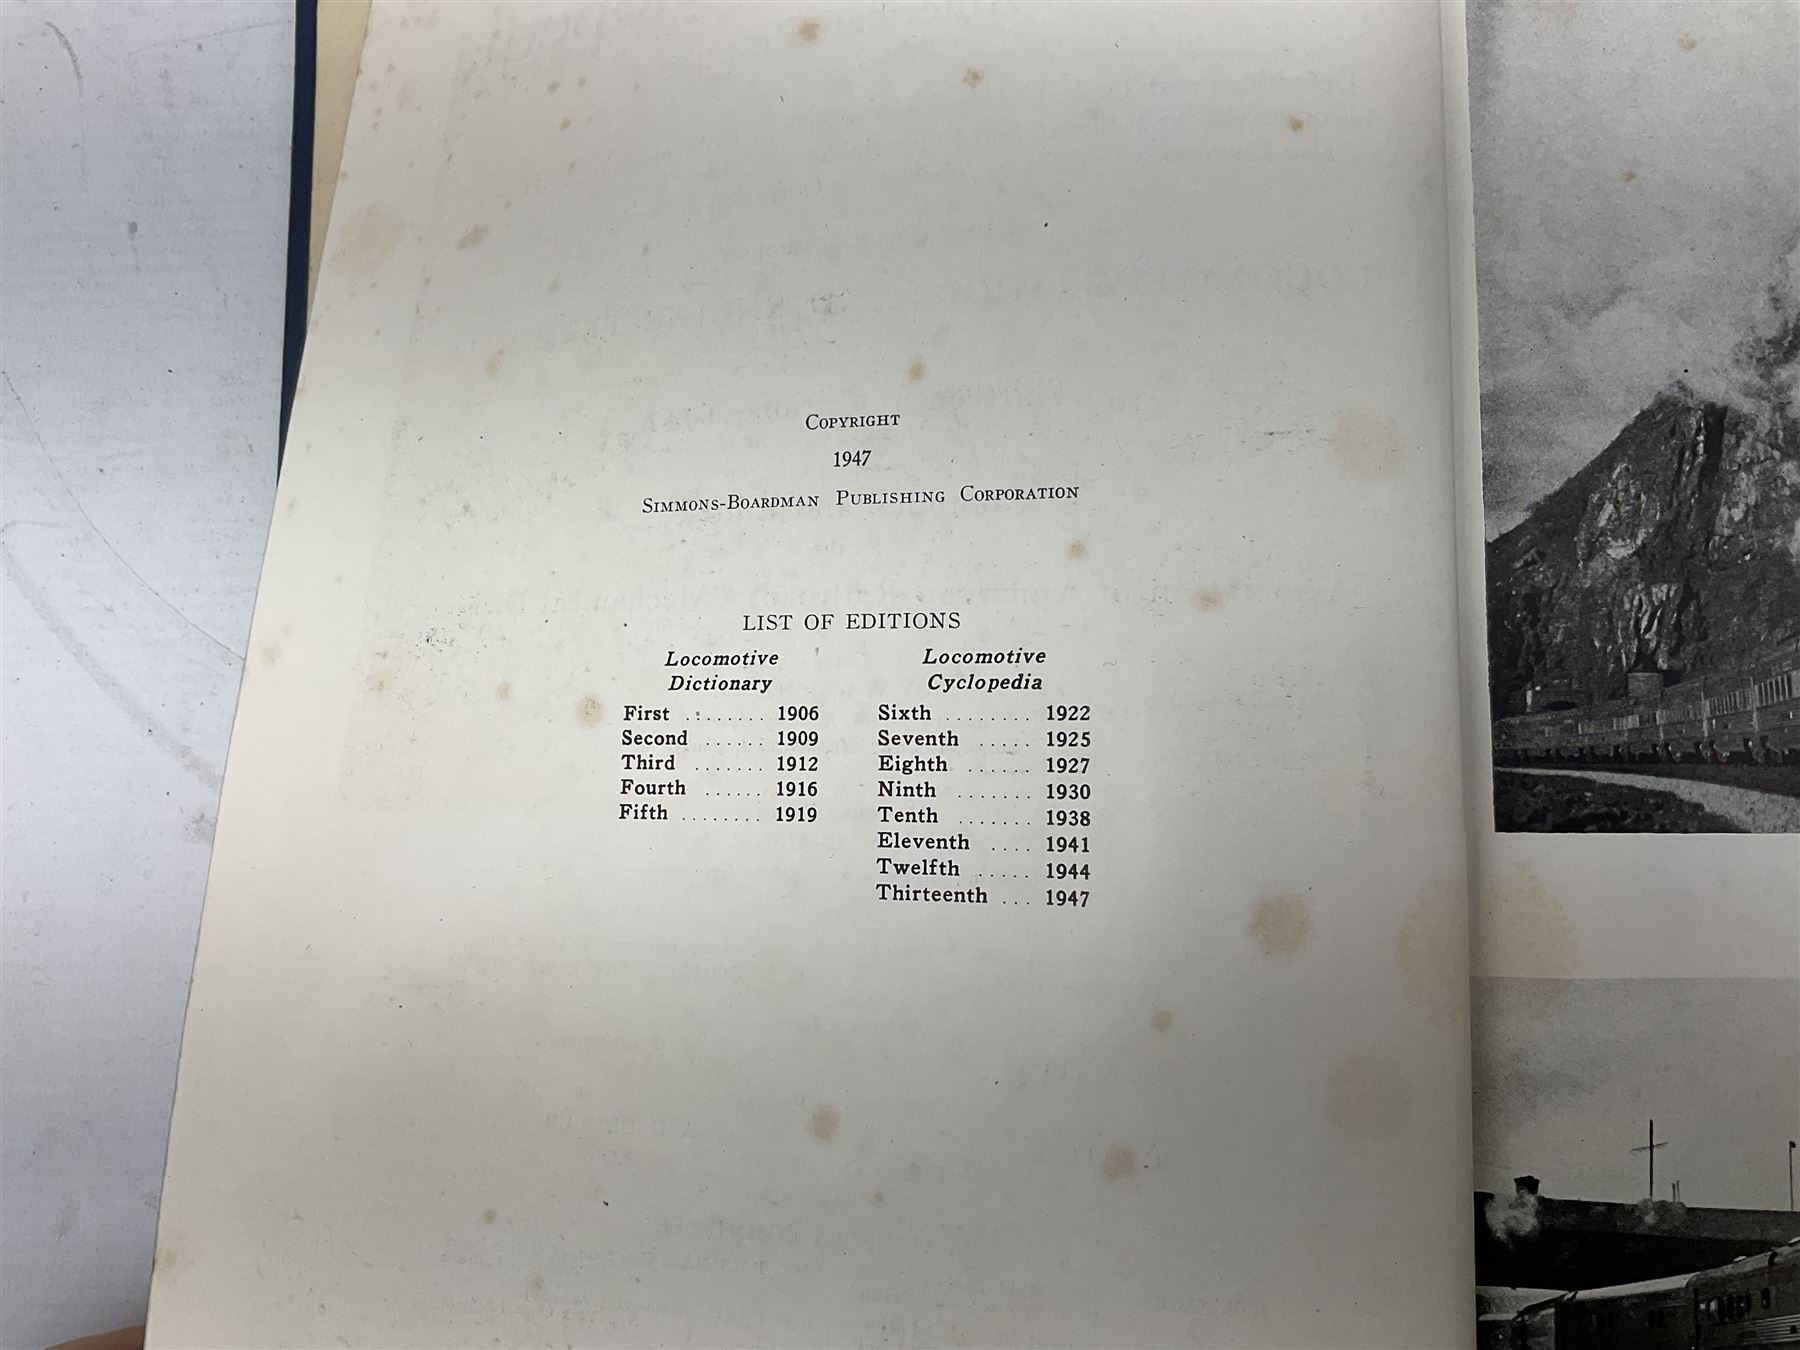 COPYRIGHT
1947
SIMMONS-BOARDMAN PUBLISHING CORPORATION
LIST OF EDITIONS
Locomotive
Dictionary
First ........ 1906
Second ...... 1909
Third ....... 1912
Fourth ...... 1916
Fifth ........ 1919
Locomotive
Cyclopedia
Sixth ........ 1922
Seventh ..... 1925
Eighth ...... 1927
Ninth ....... 1930
Tenth ....... 1938
Eleventh .... 1941
Twelfth ..... 1944
Thirteenth ... 1947